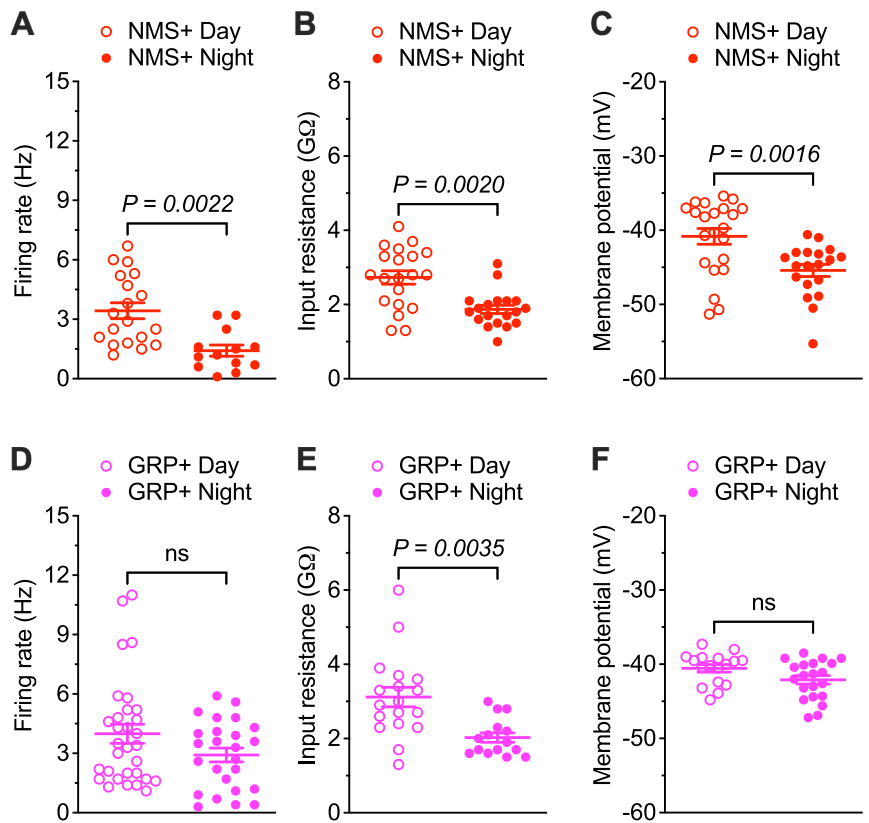 A
NMS+ Day
NMS+ Night
Firing rate (Hz)
15
12
9
6
3
0
P = 0.0022
B
NMS+ Day
NMS+ Night
Input resistance (GΩ)
8
6
4
2
0
P = 0.0020
C
NMS+ Day
NMS+ Night
Membrane potential (mV)
-20
-30
-40
-50
-60
P = 0.0016
D
GRP+ Day
GRP+ Night
Firing rate (Hz)
15
12
9
6
3
0
ns
E
GRP+ Day
GRP+ Night
Input resistance (GΩ)
8
6
4
2
0
P = 0.0035
F
GRP+ Day
GRP+ Night
Membrane potential (mV)
-20
-30
-40
-50
-60
ns